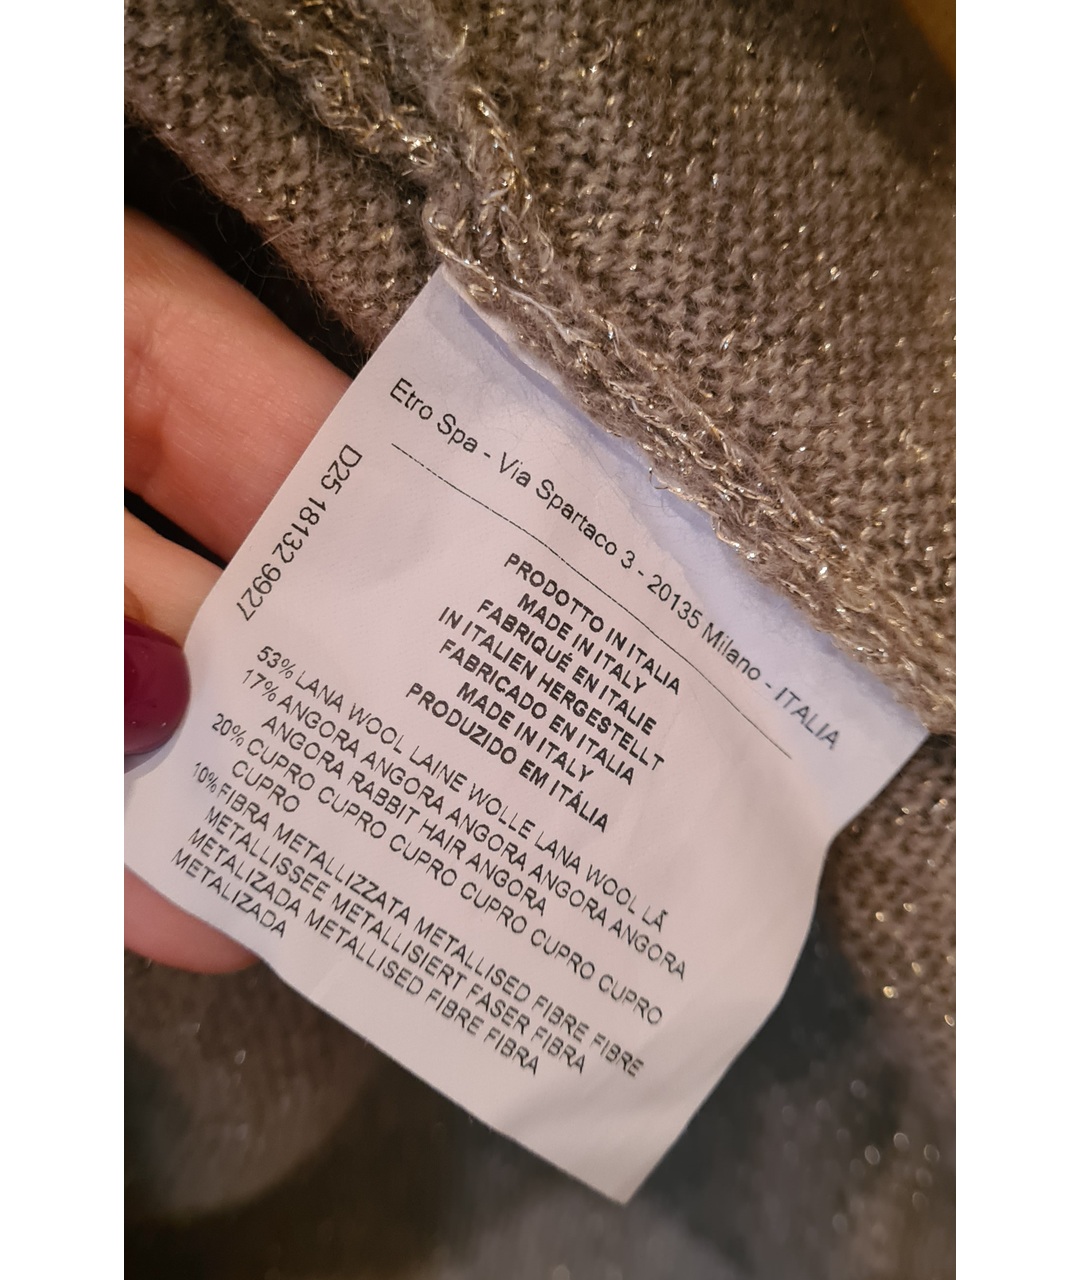 Etro Spa - Via Spartaco 3 - 20135 Milano - ITALIA
D25 18132 9927
PRODOTTO IN ITALIA
MADE IN ITALY
FABRIQUÉ EN ITALIE
IN ITALIEN HERGESTELLT
FABRICADO EN ITALIA
MADE IN ITALY
PRODUZIDO EM ITÁLIA
53% LANA WOOL LAINE WOLLE LANA WOOL LÃ
17% ANGORA ANGORA ANGORA ANGORA ANGORA
ANGORA RABBIT HAIR ANGORA
20% CUPRO CUPRO CUPRO CUPRO CUPRO CUPRO
CUPRO
10% FIBRA METALLIZZATA METALLISED FIBRE FIBRE
METALLISSEE METALLISIERT FASER FIBRA
METALIZADA METALLISED FIBRE FIBRA
METALIZADA